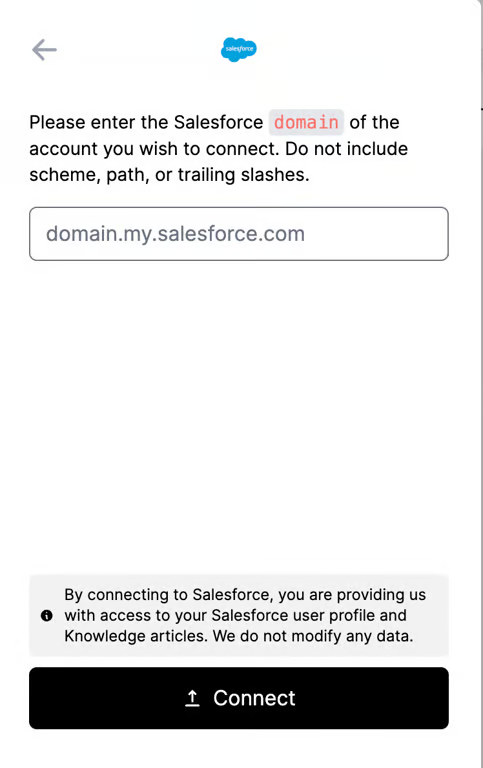 salesforce
Please enter the Salesforce domain of the
account you wish to connect. Do not include
scheme, path, or trailing slashes.
domain.my.salesforce.com
By connecting to Salesforce, you are providing us
with access to your Salesforce user profile and
Knowledge articles. We do not modify any data.
Connect